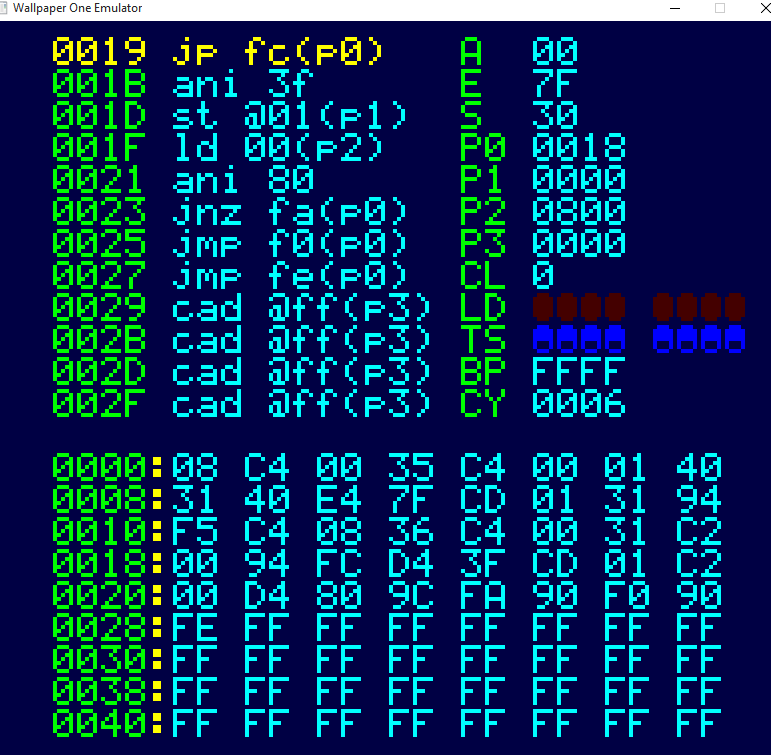 Wallpaper One Emulator
0019 jp fc(p0) A 00
001B ani 3f E 7F
001D st @01(p1) S 30
001F ld 00(p2) P0 0018
0021 ani 80 P1 0000
0023 jnz fa(p0) P2 0800
0025 jmp f0(p0) P3 0000
0027 jmp fe(p0) CL 0
0029 cad @ff(p3) LD
002B cad @ff(p3) TS
002D cad @ff(p3) BP FFFF
002F cad @ff(p3) CY 0006
0000:08 C4 00 35 C4 00 01 40
0008:31 40 E4 7F CD 01 31 94
0010:F5 C4 08 36 C4 00 31 C2
0018:00 94 FC D4 3F CD 01 C2
0020:00 D4 80 9C FA 90 F0 90
0028:FE FF FF FF FF FF FF FF
0030:FF FF FF FF FF FF FF FF
0038:FF FF FF FF FF FF FF FF
0040:FF FF FF FF FF FF FF FF